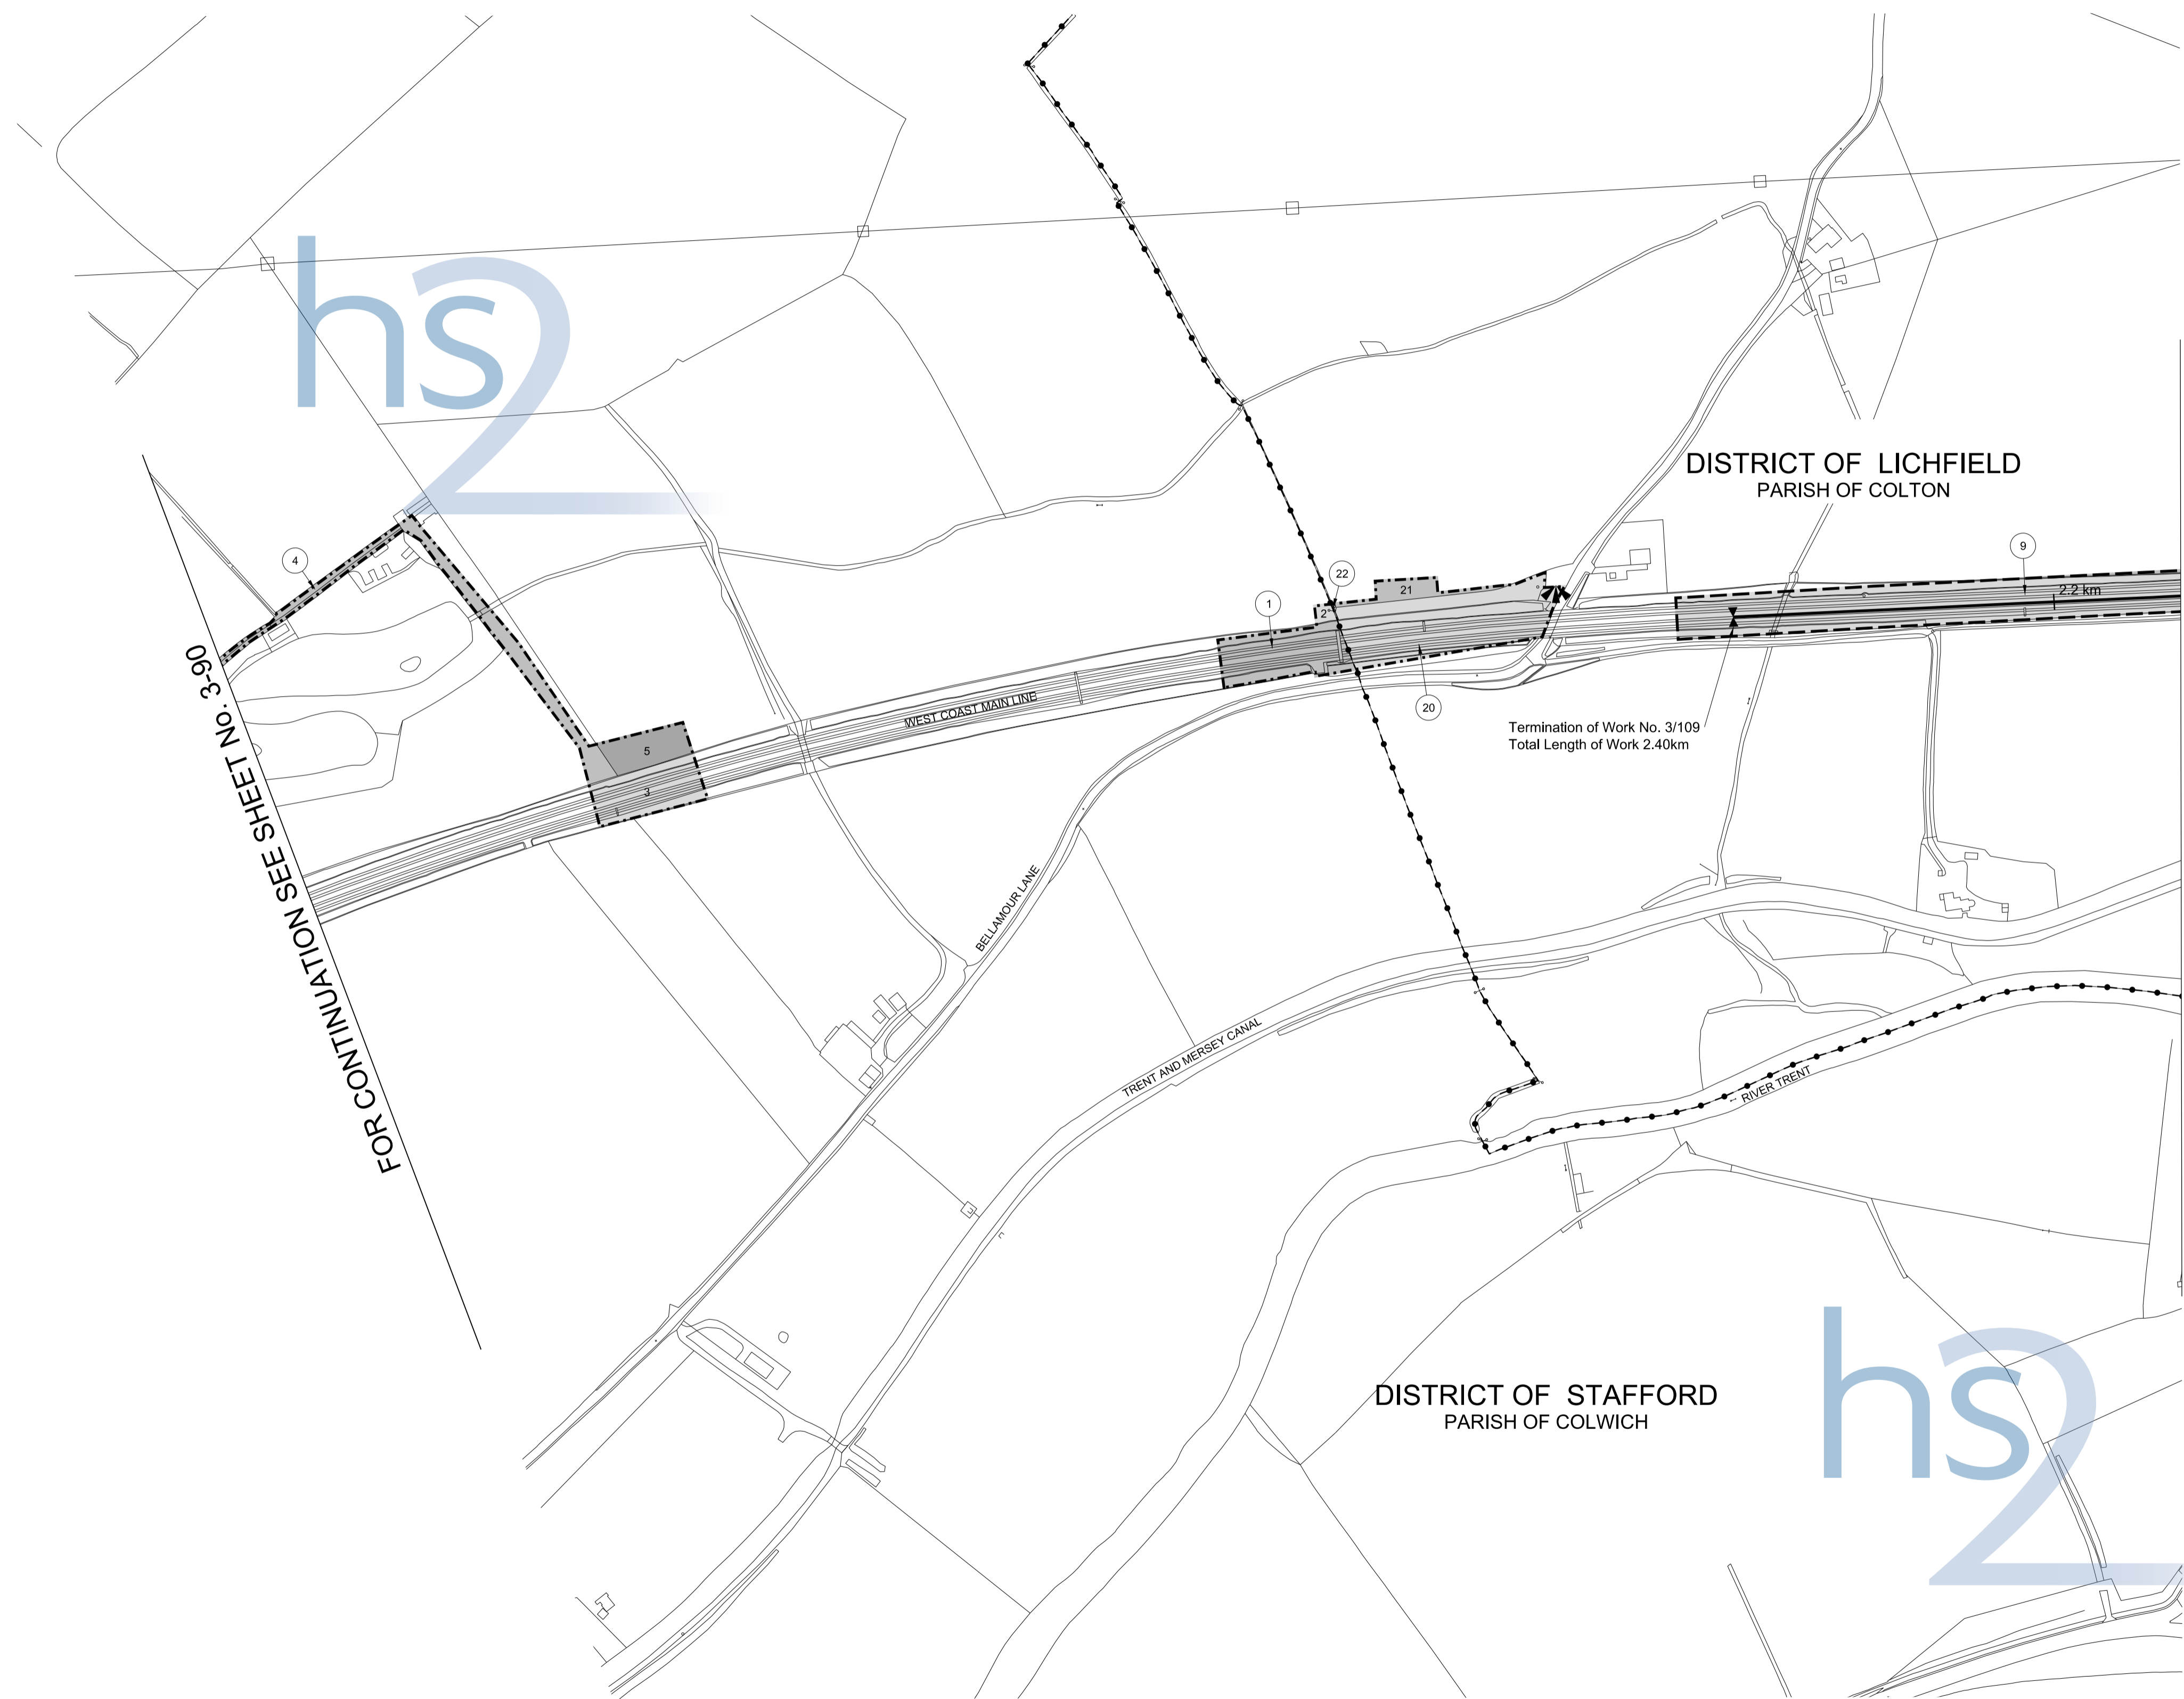 hs2
DISTRICT OF LICHFIELD
PARISH OF COLTON
4
9
22
21
2.2 km
1
2
20
FOR CONTINUATION SEE SHEET No. 3-90
WEST COAST MAIN LINE
5
3
Termination of Work No. 3/109
Total Length of Work 2.40km
BELLAMOUR LANE
TRENT AND MERSEY CANAL
RIVER TRENT
DISTRICT OF STAFFORD
PARISH OF COLWICH
hs2